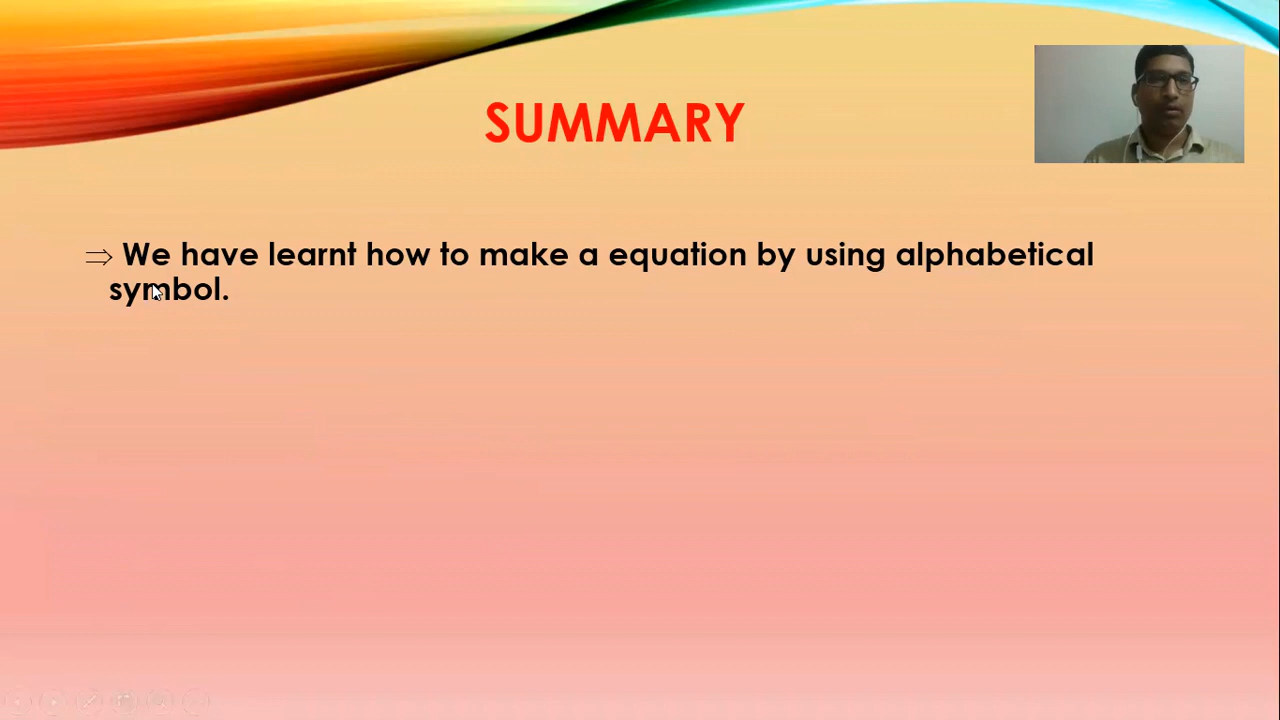 SUMMARY
⇒ We have learnt how to make a equation by using alphabetical
symbol.